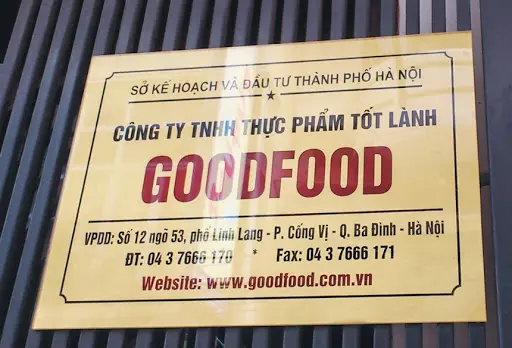 SỞ KẾ HOẠCH VÀ ĐẦU TƯ THÀNH PHỐ HÀ NỘI
CÔNG TY TNHH THỰC PHẨM TỐT LÀNH
GOODFOOD
VPDD: Số 12 ngõ 53, phố Linh Lang - P. Cống Vị - Q. Ba Đình - Hà Nội
ĐT: 04 3 7666 170 * Fax: 04 3 7666 171
Website: www.goodfood.com.vn